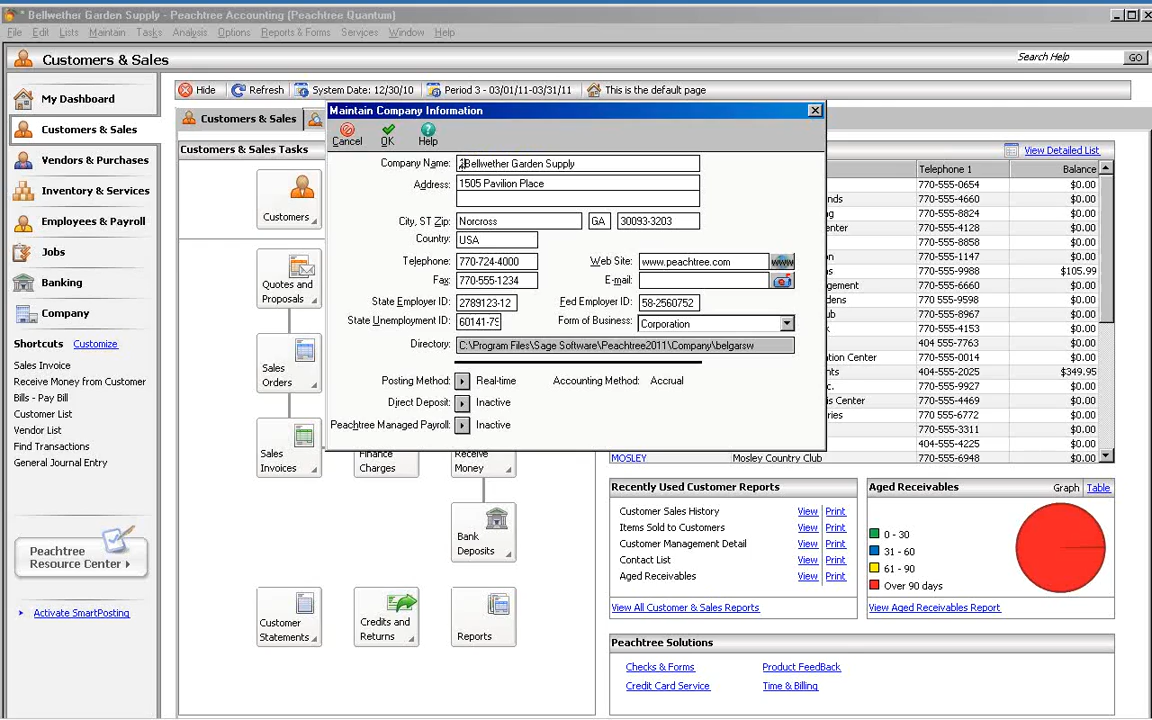 * Bellwether Garden Supply - Peachtree Accounting (Peachtree Quantum)
File Edit Lists Maintain Tasks Analysis Options Reports & Forms Services Window Help
Customers & Sales
Search Help
GO
My Dashboard
Customers & Sales
Vendors & Purchases
Inventory & Services
Employees & Payroll
Jobs
Banking
Company
Shortcuts Customize
Sales Invoice
Receive Money from Customer
Bills - Pay Bill
Customer List
Vendor List
Find Transactions
General Journal Entry
Peachtree
Resource Center
Activate SmartPosting
Hide Refresh System Date: 12/30/10 Period 3 - 03/01/11-03/31/11 This is the default page
Customers & Sales
Customers & Sales Tasks
Customers
Quotes and
Proposals
Sales
Orders
Sales
Invoices
Finance
Charges
Receive
Money
Bank
Deposits
Customer
Statements
Credits and
Returns
Reports
Maintain Company Information
Cancel OK Help
Company Name: Bellwether Garden Supply
Address: 1505 Pavilion Place
City, ST Zip: Norcross GA 30093-3203
Country: USA
Telephone: 770-724-4000 Web Site: www.peachtree.com
www
Fax: 770-555-1234 E-mail:
State Employer ID: 2789123-12 Fed Employer ID: 58-2560752
State Unemployment ID: 60141-79 Form of Business: Corporation
Directory: C:\Program Files\Sage Software\Peachtree2011\Company\belgarsw
Posting Method: Real-time Accounting Method: Accrual
Direct Deposit: Inactive
Peachtree Managed Payroll: Inactive
View Detailed List
Telephone 1 Balance
770-555-0654 $0.00
770-555-4660 $0.00
770-555-8824 $0.00
770-555-4128 $0.00
770-555-8858 $0.00
770-555-1147 $0.00
770-555-9988 $105.99
770-555-6660 $0.00
770 555-9598 $0.00
770-555-8967 $0.00
770-555-4153 $0.00
404 555-7763 $0.00
404-555-2025 $349.95
770-555-9927 $0.00
770-555-4469 $0.00
770 555-6772 $0.00
770-555-3311 $0.00
404-555-4225 $0.00
MOSLEY Mosley Country Club 770-555-6948 $0.00
Recently Used Customer Reports
Customer Sales History View Print
Items Sold to Customers View Print
Customer Management Detail View Print
Contact List View Print
Aged Receivables View Print
View All Customer & Sales Reports
Aged Receivables Graph Table
0 - 30
31 - 60
61 - 90
Over 90 days
View Aged Receivables Report
Peachtree Solutions
Checks & Forms Product FeedBack
Credit Card Service Time & Billing